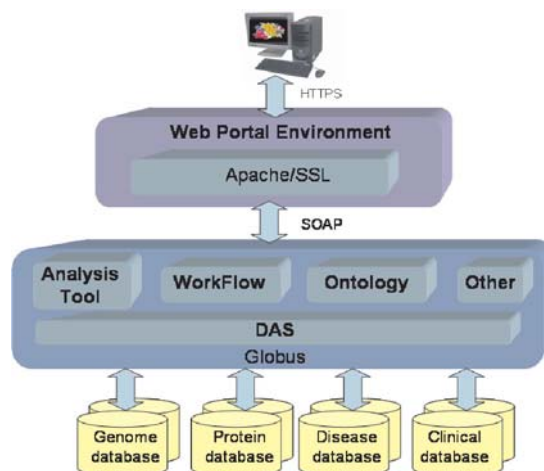 HTTPS
Web Portal Environment
Apache/SSL
SOAP
Analysis
Tool
WorkFlow
Ontology
Other
DAS
Globus
Genome
database
Protein
database
Disease
database
Clinical
database